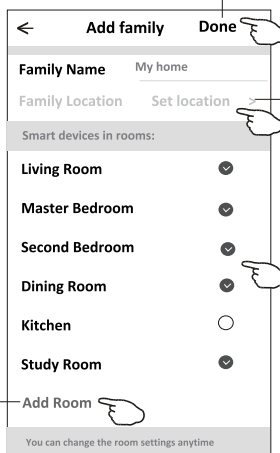 Add family Done
Family Name My home
Family Location Set location >
Smart devices in rooms:
Living Room
Master Bedroom
Second Bedroom
Dining Room
Kitchen
Study Room
Add Room
You can change the room settings anytime